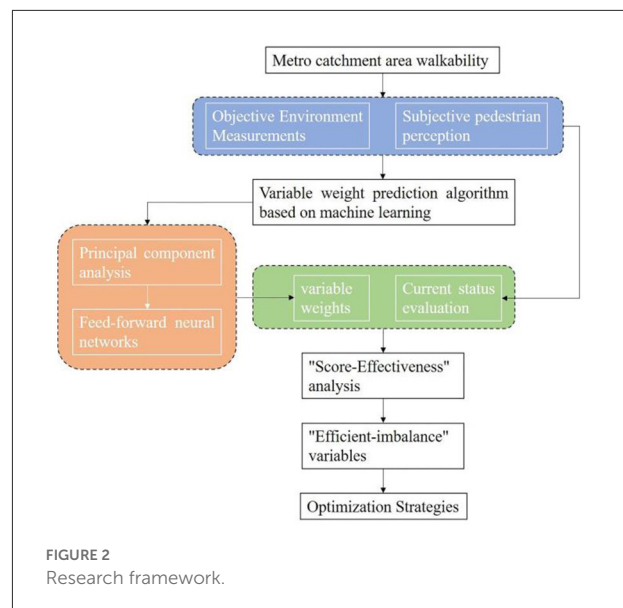 Metro catchment area walkability
Objective Environment
Measurements
Subjective pedestrian
perception
Variable weight prediction algorithm
based on machine learning
Principal component
analysis
Feed-forward neural
networks
variable
weights
Current status
evaluation
"Score-Effectiveness"
analysis
"Efficient-imbalance"
variables
Optimization Strategies
FIGURE 2
Research framework.